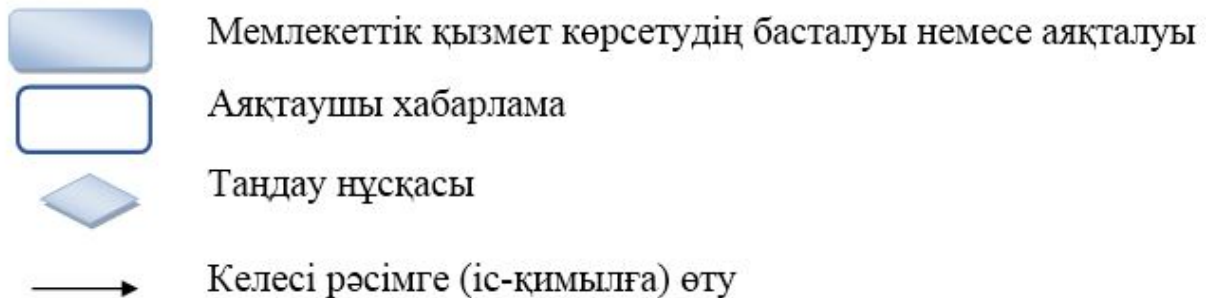 Мемлекеттік қызмет көрсетудің басталуы немесе аяқталуы
Аяқтаушы хабарлама
Таңдау нұсқасы
Келесі рәсімге (іс-қимылға) өту